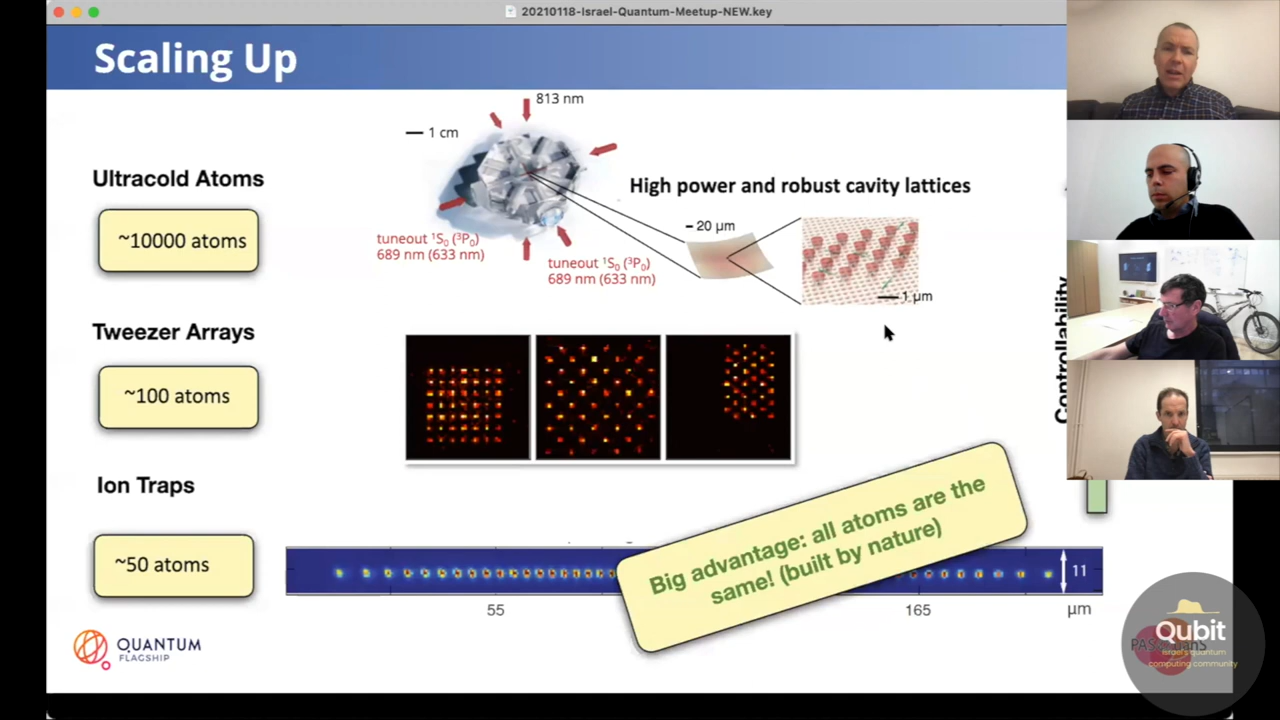 20210118-Israel-Quantum-Meetup-NEW.key
Scaling Up
813 nm
1 cm
Ultracold Atoms
~10000 atoms
High power and robust cavity lattices
20 µm
tuneout ¹S₀ (³P₀)
689 nm (633 nm)
tuneout ¹S₀ (³P₀)
689 nm (633 nm)
1 µm
Tweezer Arrays
~100 atoms
Controllability
Ion Traps
~50 atoms
Big advantage: all atoms are the
same! (built by nature)
11
55
165
µm
QUANTUM
FLAGSHIP
Qubit
Israel's quantum
computing community